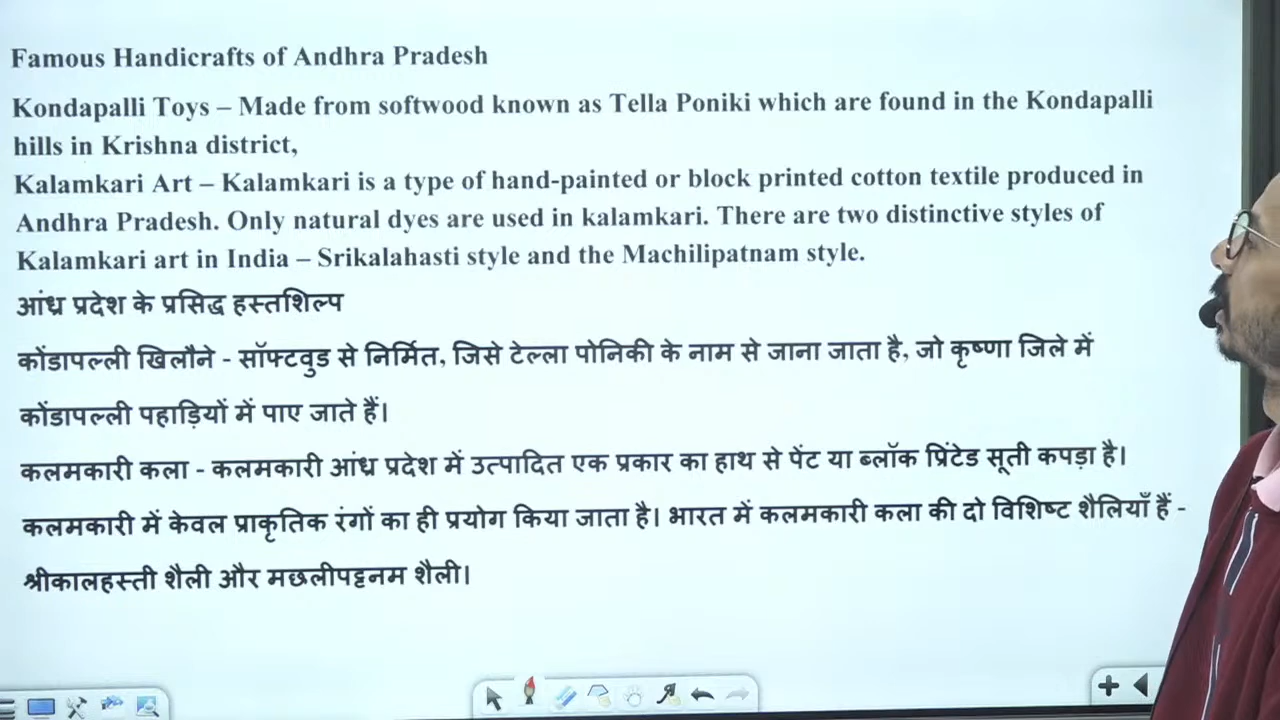 Famous Handicrafts of Andhra Pradesh
Kondapalli Toys – Made from softwood known as Tella Poniki which are found in the Kondapalli
hills in Krishna district,
Kalamkari Art – Kalamkari is a type of hand-painted or block printed cotton textile produced in
Andhra Pradesh. Only natural dyes are used in kalamkari. There are two distinctive styles of
Kalamkari art in India – Srikalahasti style and the Machilipatnam style.
आंध्र प्रदेश के प्रसिद्ध हस्तशिल्प
कोंडापल्ली खिलौने - सॉफ्टवुड से निर्मित, जिसे टेल्ला पोनिकी के नाम से जाना जाता है, जो कृष्णा जिले में
कोंडापल्ली पहाड़ियों में पाए जाते हैं।
कलमकारी कला - कलमकारी आंध्र प्रदेश में उत्पादित एक प्रकार का हाथ से पेंट या ब्लॉक प्रिंटेड सूती कपड़ा है।
कलमकारी में केवल प्राकृतिक रंगों का ही प्रयोग किया जाता है। भारत में कलमकारी कला की दो विशिष्ट शैलियाँ हैं -
श्रीकालहस्ती शैली और मछलीपट्टनम शैली।